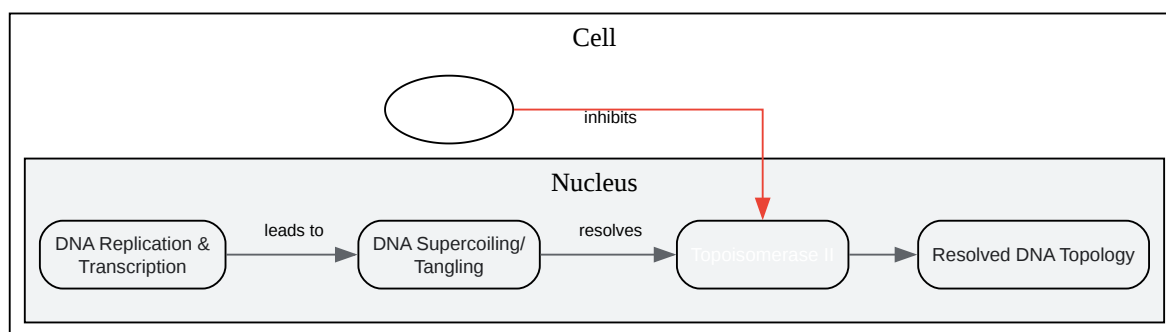 Cell
inhibits
Nucleus
DNA Replication &
Transcription
leads to
DNA Supercoiling/
Tangling
resolves
Topoisomerase II
Resolved DNA Topology